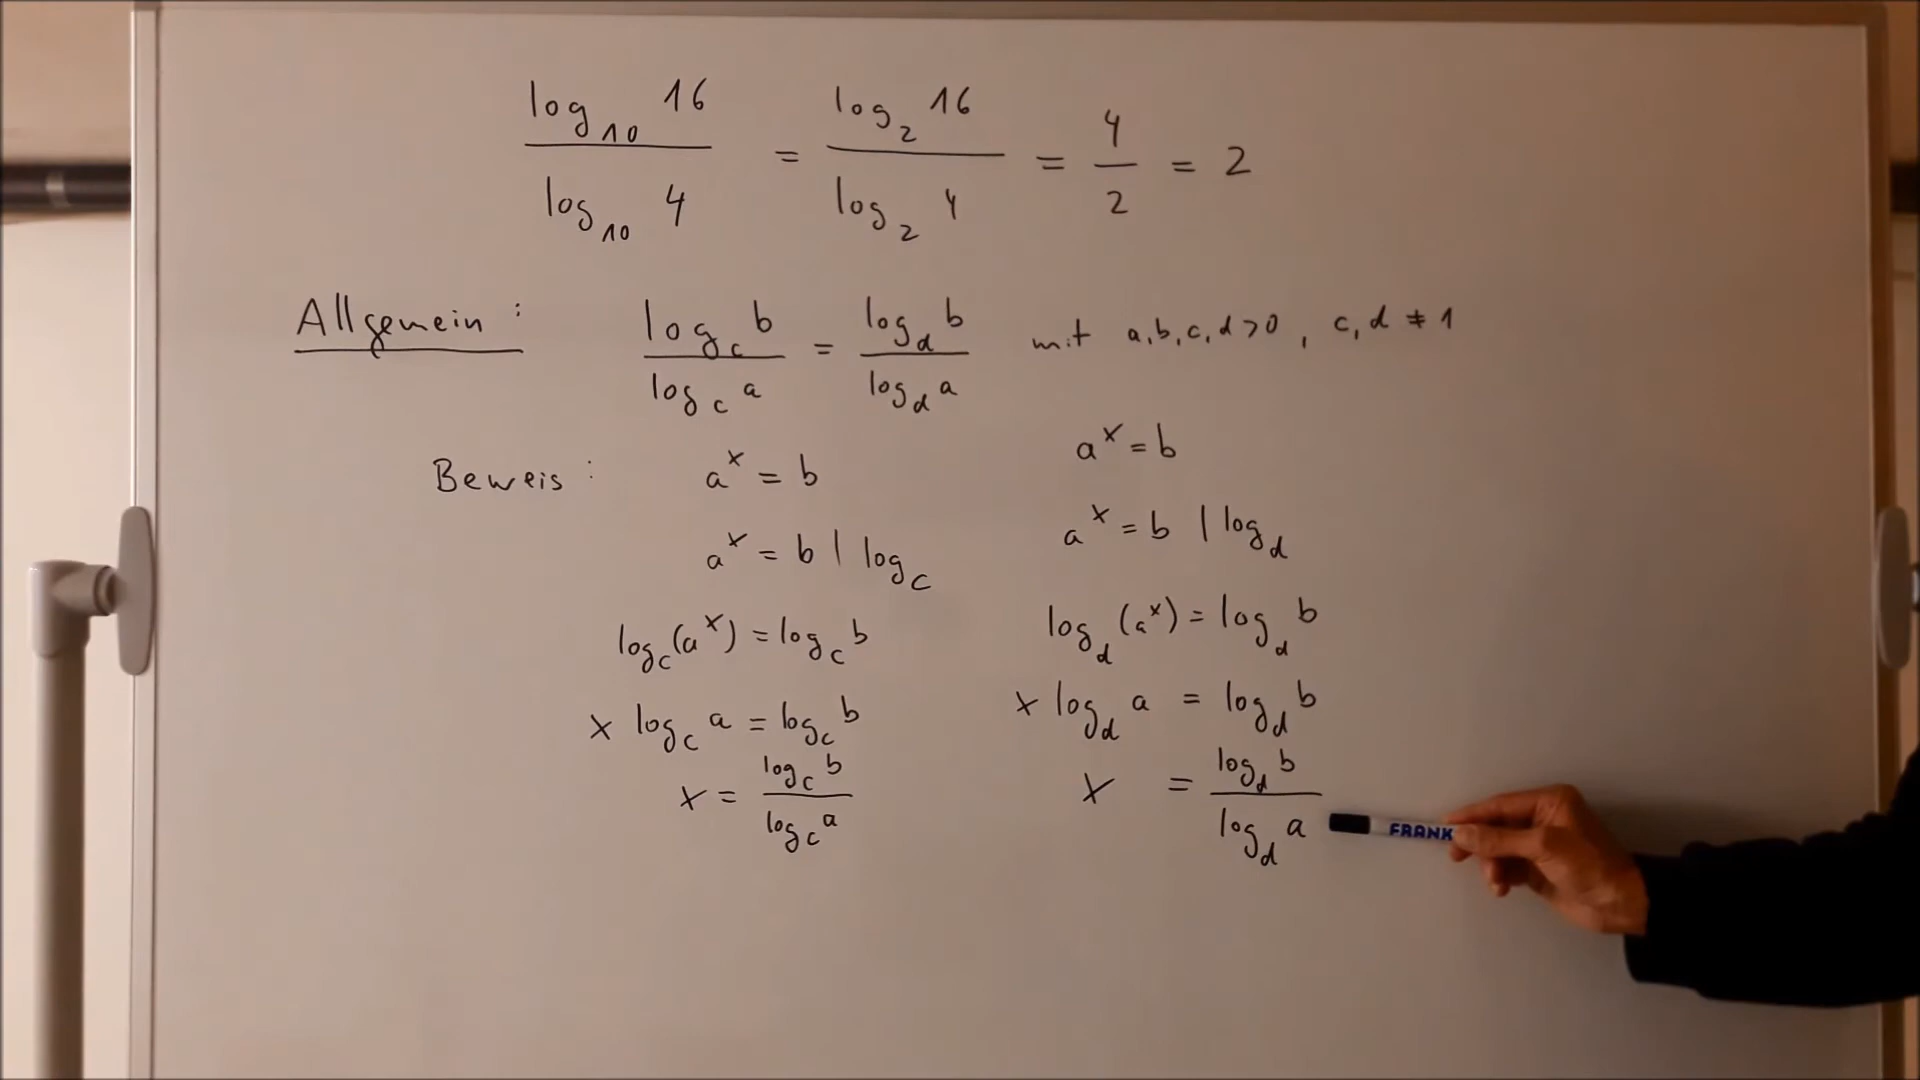 log₁₀ 16 / log₁₀ 4 = log₂ 16 / log₂ 4 = 4/2 = 2
Allgemein: log_c b / log_c a = log_d b / log_d a mit a,b,c,d>0, c,d ≠ 1
Beweis:
a^x = b
a^x = b | log_c
log_c(a^x) = log_c b
x log_c a = log_c b
x = log_c b / log_c a
a^x = b
a^x = b | log_d
log_d (a^x) = log_d b
x log_d a = log_d b
x = log_d b / log_d a
FRANK